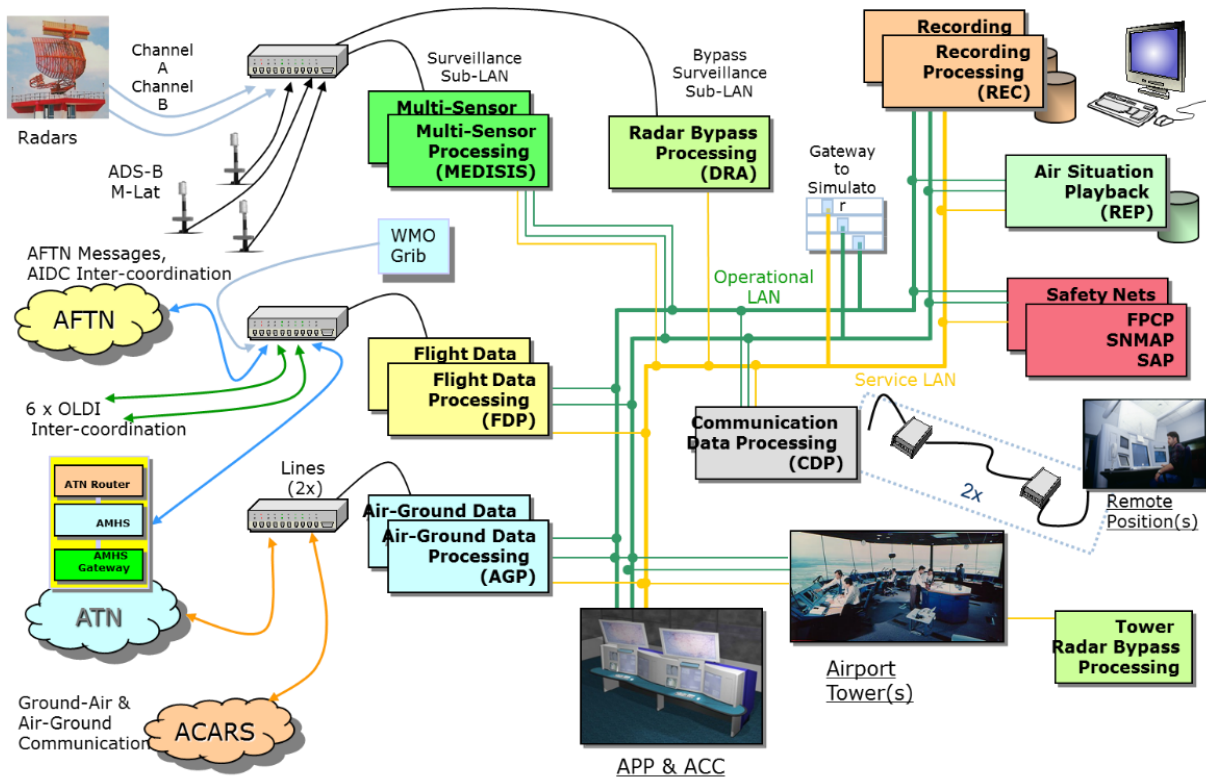 Channel
A
Channel
B
Radars
ADS-B
M-Lat
Surveillance
Sub-LAN
Multi-Sensor
Multi-Sensor
Processing
(MEDISIS)
Bypass
Surveillance
Sub-LAN
Radar Bypass
Processing
(DRA)
Gateway
to
Simulato
r
Recording
Recording
Processing
(REC)
Air Situation
Playback
(REP)
Safety Nets
FPCP
SNMAP
SAP
WMO
Grib
AFTN Messages,
AIDC Inter-coordination
AFTN
Operational
LAN
Flight Data
Flight Data
Processing
(FDP)
6 x OLDI
Inter-coordination
Service LAN
Communication
Data Processing
(CDP)
2x
Remote
Position(s)
ATN Router
AMHS
AMHS
Gateway
ATN
Lines
(2x)
Air-Ground Data
Air-Ground Data
Processing
(AGP)
Airport
Tower(s)
Tower
Radar Bypass
Processing
Ground-Air &
Air-Ground
Communication
ACARS
APP & ACC